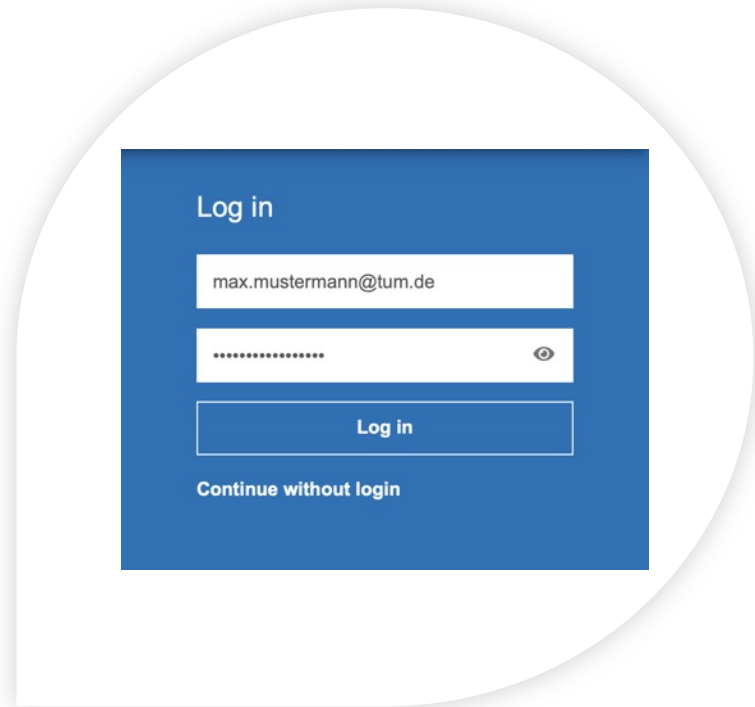 Log in
max.mustermann@tum.de
•••••••••••••••••
Log in
Continue without login